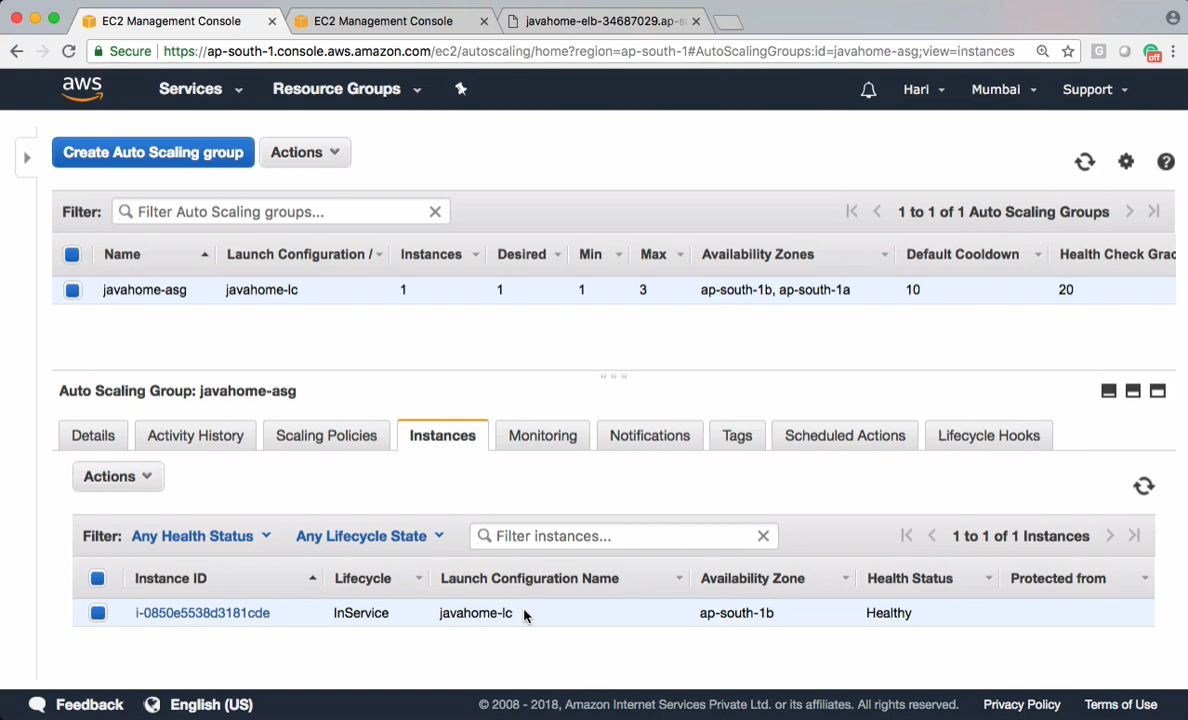 EC2 Management Console
EC2 Management Console
javahome-elb-34687029.ap-s
Secure https://ap-south-1.console.aws.amazon.com/ec2/autoscaling/home?region=ap-south-1#AutoScalingGroups:id=javahome-asg;view=instances
G
off
aws Services Resource Groups Hari Mumbai Support
Create Auto Scaling group Actions
Filter: Filter Auto Scaling groups... 1 to 1 of 1 Auto Scaling Groups
Name Launch Configuration / Instances Desired Min Max Availability Zones Default Cooldown Health Check Grac
javahome-asg javahome-lc 1 1 1 3 ap-south-1b, ap-south-1a 10 20
Auto Scaling Group: javahome-asg
Details Activity History Scaling Policies Instances Monitoring Notifications Tags Scheduled Actions Lifecycle Hooks
Actions
Filter: Any Health Status Any Lifecycle State Filter instances... 1 to 1 of 1 Instances
Instance ID Lifecycle Launch Configuration Name Availability Zone Health Status Protected from
i-0850e5538d3181cde InService javahome-lc ap-south-1b Healthy
Feedback English (US) © 2008 - 2018, Amazon Internet Services Private Ltd. or its affiliates. All rights reserved. Privacy Policy Terms of Use